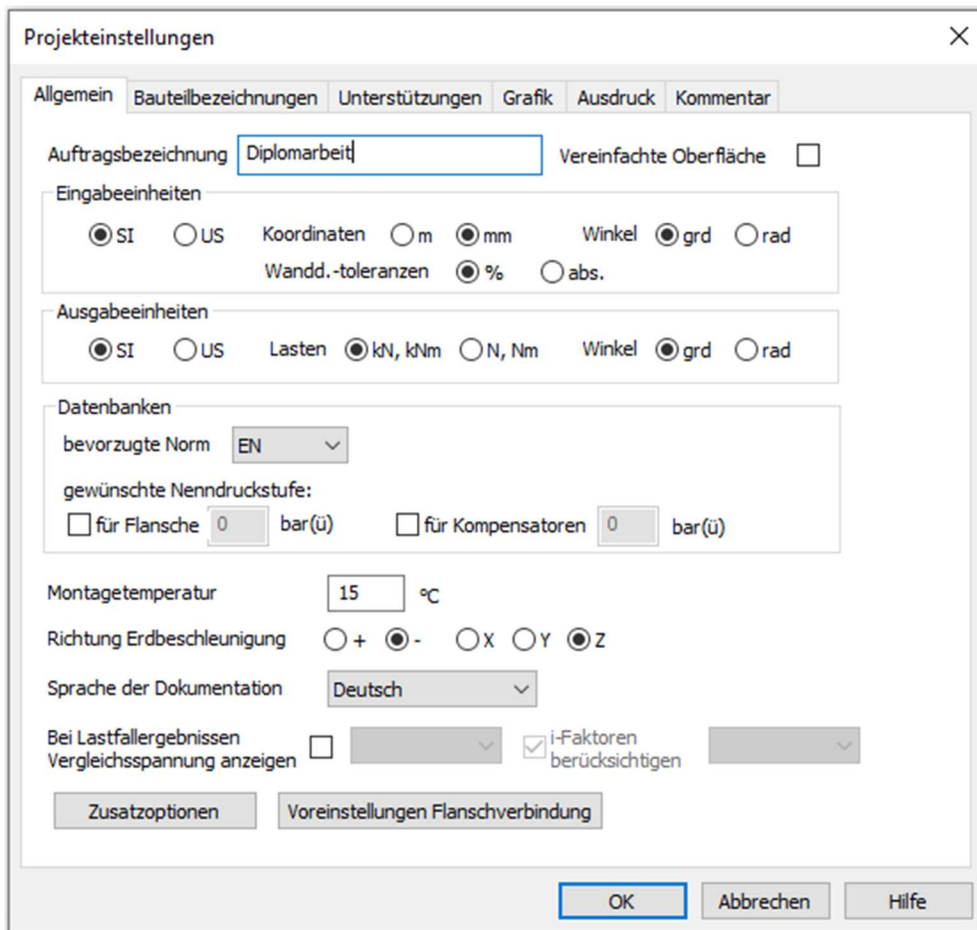 Projekteinstellungen
Allgemein Bauteilbezeichnungen Unterstützungen Grafik Ausdruck Kommentar
Auftragsbezeichnung Diplomarbeit Vereinfachte Oberfläche
Eingabeeinheiten
SI US Koordinaten m mm Winkel grd rad
Wandd.-toleranzen % abs.
Ausgabeeinheiten
SI US Lasten kN, kNm N, Nm Winkel grd rad
Datenbanken
bevorzugte Norm EN
gewünschte Nenndruckstufe:
für Flansche 0 bar(ü) für Kompensatoren 0 bar(ü)
Montagetemperatur 15 °C
Richtung Erdbeschleunigung + - X Y Z
Sprache der Dokumentation Deutsch
Bei Lastfallergebnissen i-Faktoren
Vergleichsspannung anzeigen berücksichtigen
Zusatzoptionen Voreinstellungen Flanschverbindung
OK Abbrechen Hilfe